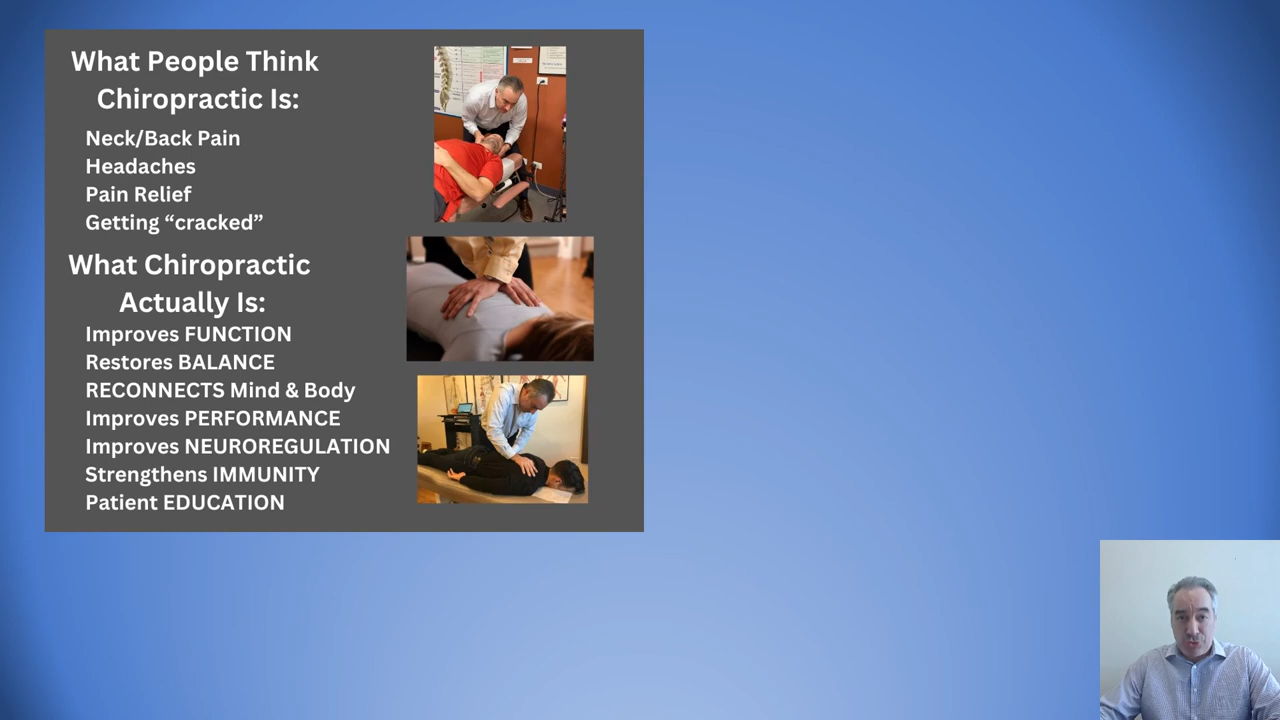 What People Think
Chiropractic Is:
Neck/Back Pain
Headaches
Pain Relief
Getting “cracked”
What Chiropractic
Actually Is:
Improves FUNCTION
Restores BALANCE
RECONNECTS Mind & Body
Improves PERFORMANCE
Improves NEUROREGULATION
Strengthens IMMUNITY
Patient EDUCATION